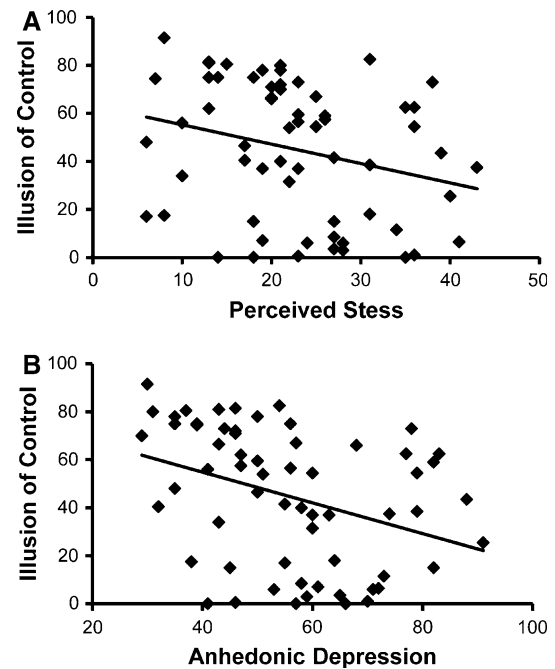 A
100
80
60
40
20
0
Illusion of Control
0 10 20 30 40 50
Perceived Stess
B
100
80
60
40
20
0
Illusion of Control
20 40 60 80 100
Anhedonic Depression